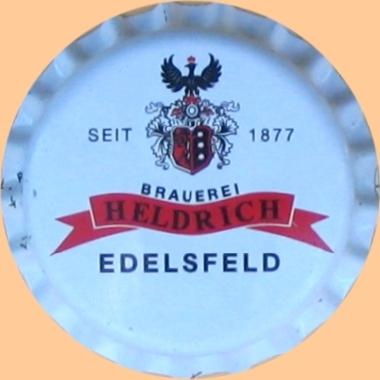 SEIT 1877
BRAUEREI
HELDRICH
EDELSFELD